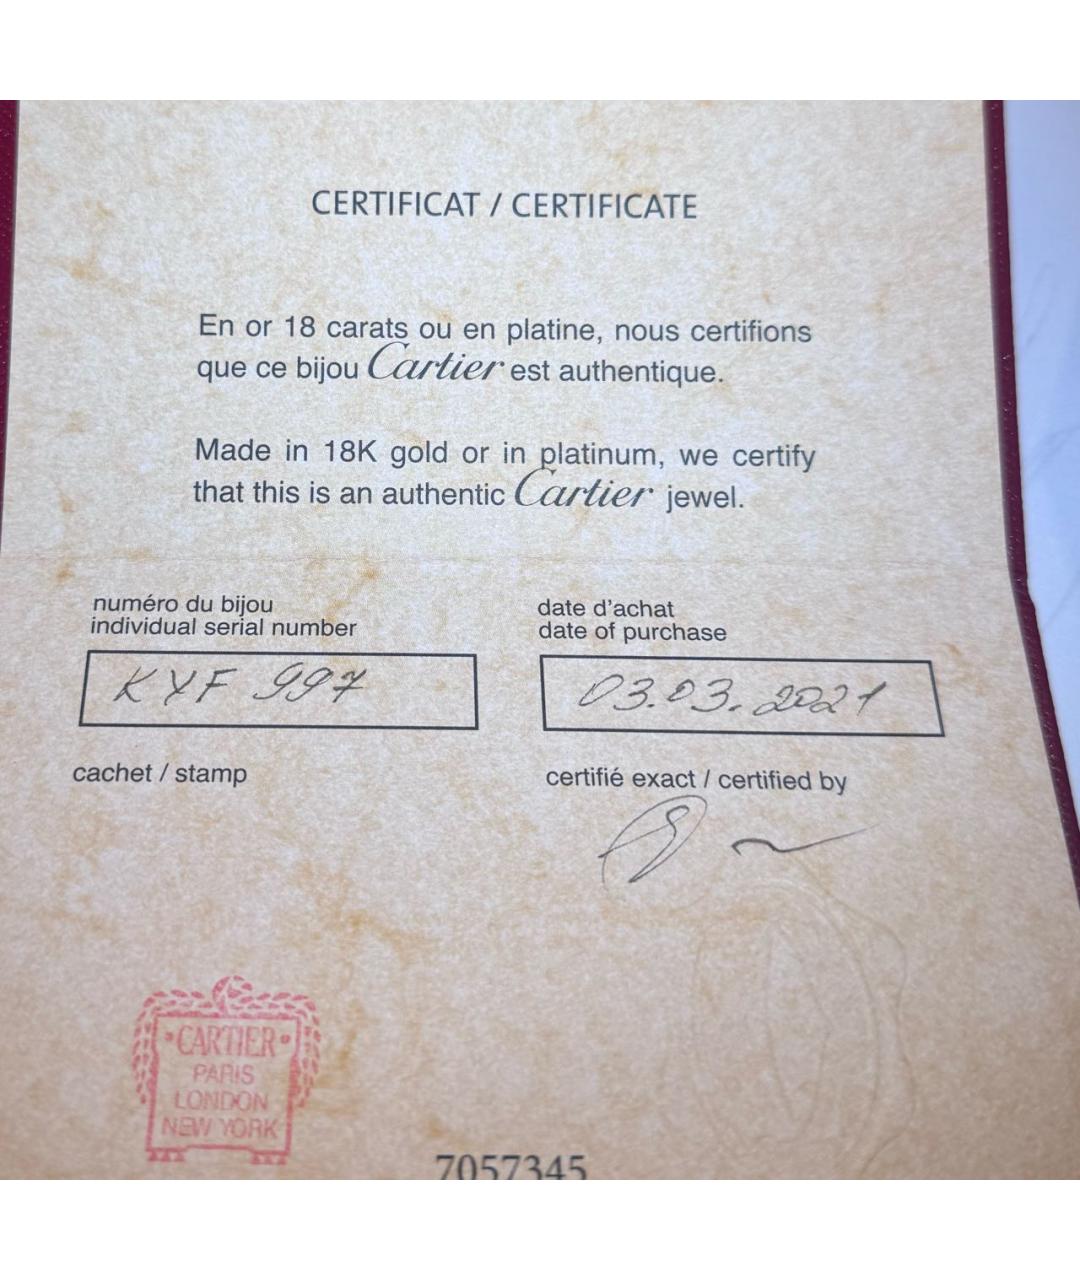 CERTIFICAT / CERTIFICATE
En or 18 carats ou en platine, nous certifions
que ce bijou Cartier est authentique.
Made in 18K gold or in platinum, we certify
that this is an authentic Cartier jewel.
numéro du bijou
individual serial number
KYF 997
date d'achat
date of purchase
03.03.2021
cachet / stamp
certifié exact / certified by
CARTIER
PARIS
LONDON
NEW YORK
7057345